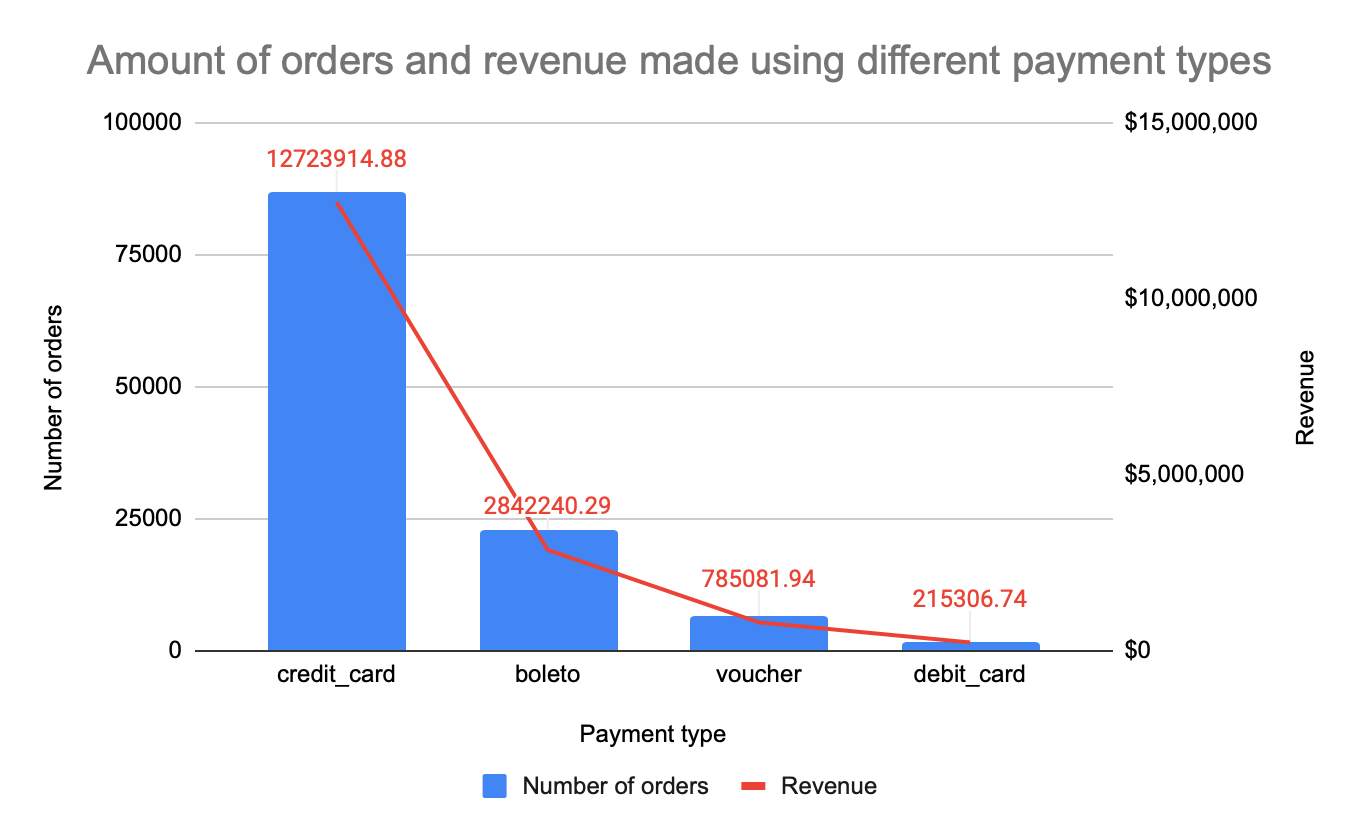 Amount of orders and revenue made using different payment types
100000
75000
50000
25000
0
Number of orders
$15,000,000
$10,000,000
$5,000,000
$0
Revenue
12723914.88
2842240.29
785081.94
215306.74
credit_card
boleto
voucher
debit_card
Payment type
Number of orders
Revenue